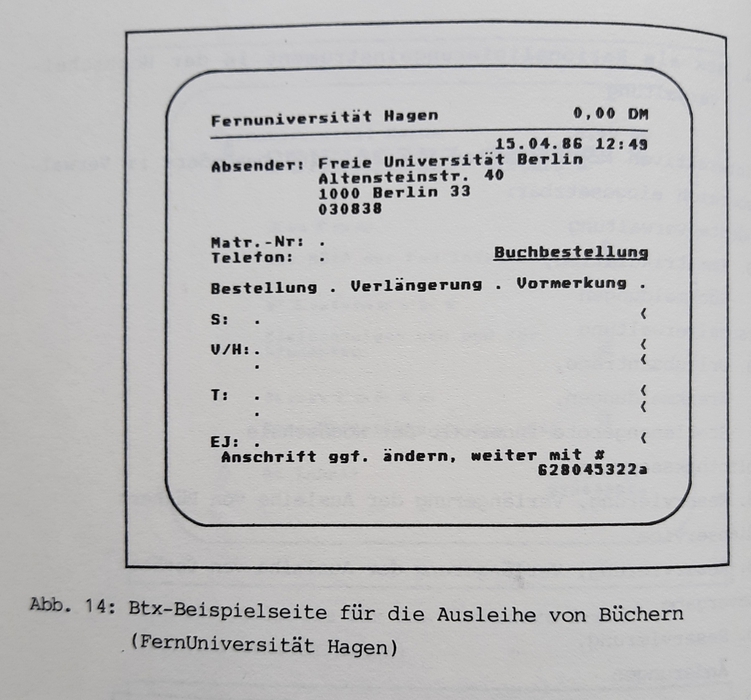 Fernuniversität Hagen 0,00 DM
15.04.86 12:49
Absender: Freie Universität Berlin
Altensteinstr. 40
1000 Berlin 33
030838
Matr.-Nr: .
Telefon: Buchbestellung
Bestellung . Verlängerung . Vormerkung .
S: . (
V/H: . (
. (
T: . (
. (
EJ: . (
Anschrift ggf. ändern, weiter mit #
628045322a
Abb. 14: Btx-Beispielseite für die Ausleihe von Büchern
(FernUniversität Hagen)